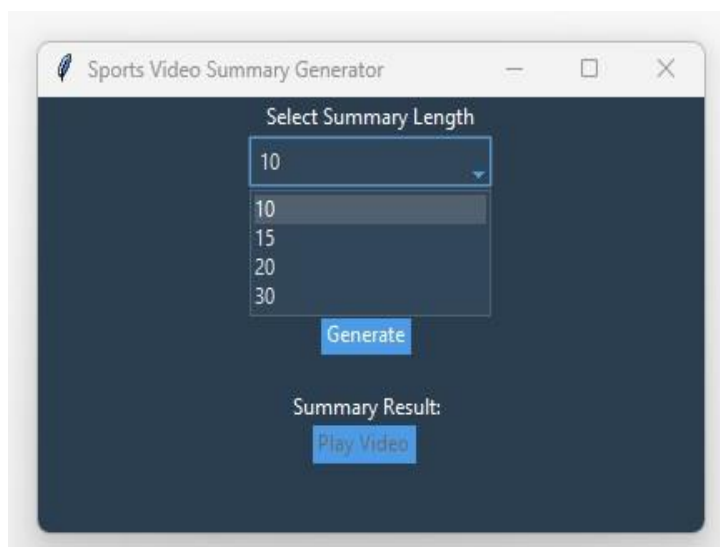 Sports Video Summary Generator
Select Summary Length
10
10
15
20
30
Generate
Summary Result:
Play Video